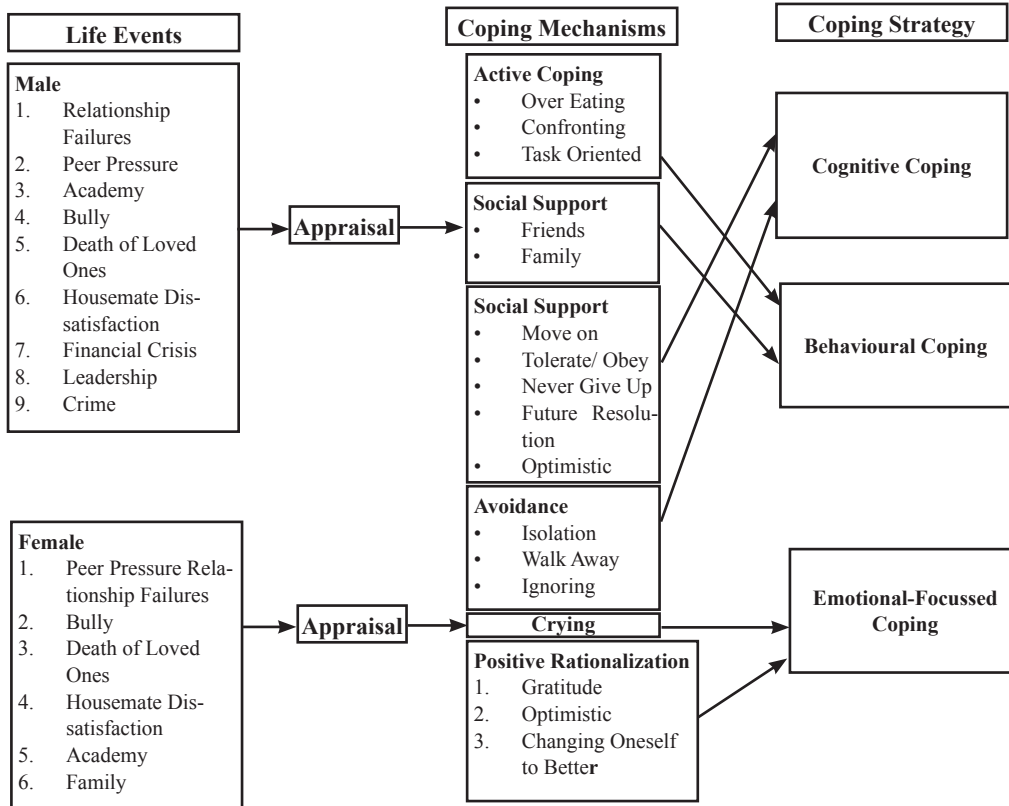 Life Events
Male
1. Relationship
Failures
2. Peer Pressure
3. Academy
4. Bully
5. Death of Loved
Ones
6. Housemate Dis-
satisfaction
7. Financial Crisis
8. Leadership
9. Crime
Female
1. Peer Pressure Rela-
tionship Failures
2. Bully
3. Death of Loved
Ones
4. Housemate Dis-
satisfaction
5. Academy
6. Family
Appraisal
Appraisal
Coping Mechanisms
Active Coping
• Over Eating
• Confronting
• Task Oriented
Social Support
• Friends
• Family
Social Support
• Move on
• Tolerate/ Obey
• Never Give Up
• Future Resolu-
tion
• Optimistic
Avoidance
• Isolation
• Walk Away
• Ignoring
Crying
Positive Rationalization
1. Gratitude
2. Optimistic
3. Changing Oneself
to Better
Coping Strategy
Cognitive Coping
Behavioural Coping
Emotional-Focussed
Coping